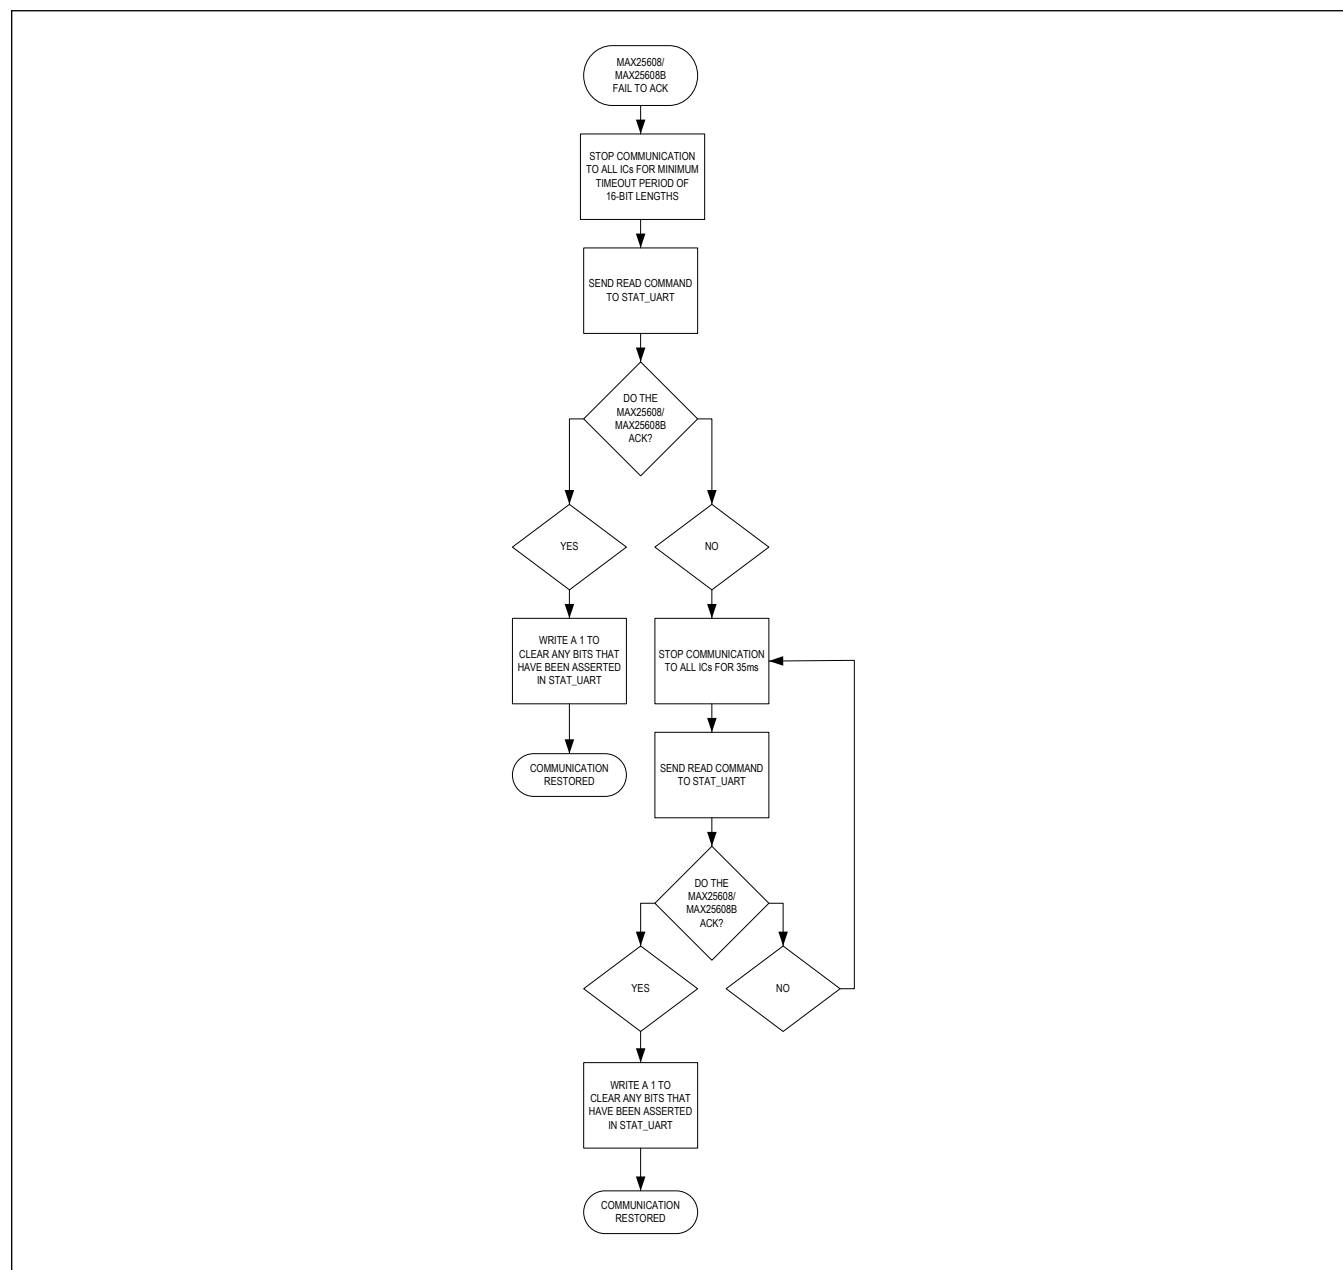 MAX25608/
MAX25608B
FAIL TO ACK
STOP COMMUNICATION
TO ALL ICs FOR MINIMUM
TIMEOUT PERIOD OF
16-BIT LENGTHS
SEND READ COMMAND
TO STAT_UART
DO THE
MAX25608/
MAX25608B
ACK?
YES
NO
WRITE A 1 TO
CLEAR ANY BITS THAT
HAVE BEEN ASSERTED
IN STAT_UART
STOP COMMUNICATION
TO ALL ICs FOR 35ms
COMMUNICATION
RESTORED
SEND READ COMMAND
TO STAT_UART
DO THE
MAX25608/
MAX25608B
ACK?
YES
NO
WRITE A 1 TO
CLEAR ANY BITS THAT
HAVE BEEN ASSERTED
IN STAT_UART
COMMUNICATION
RESTORED